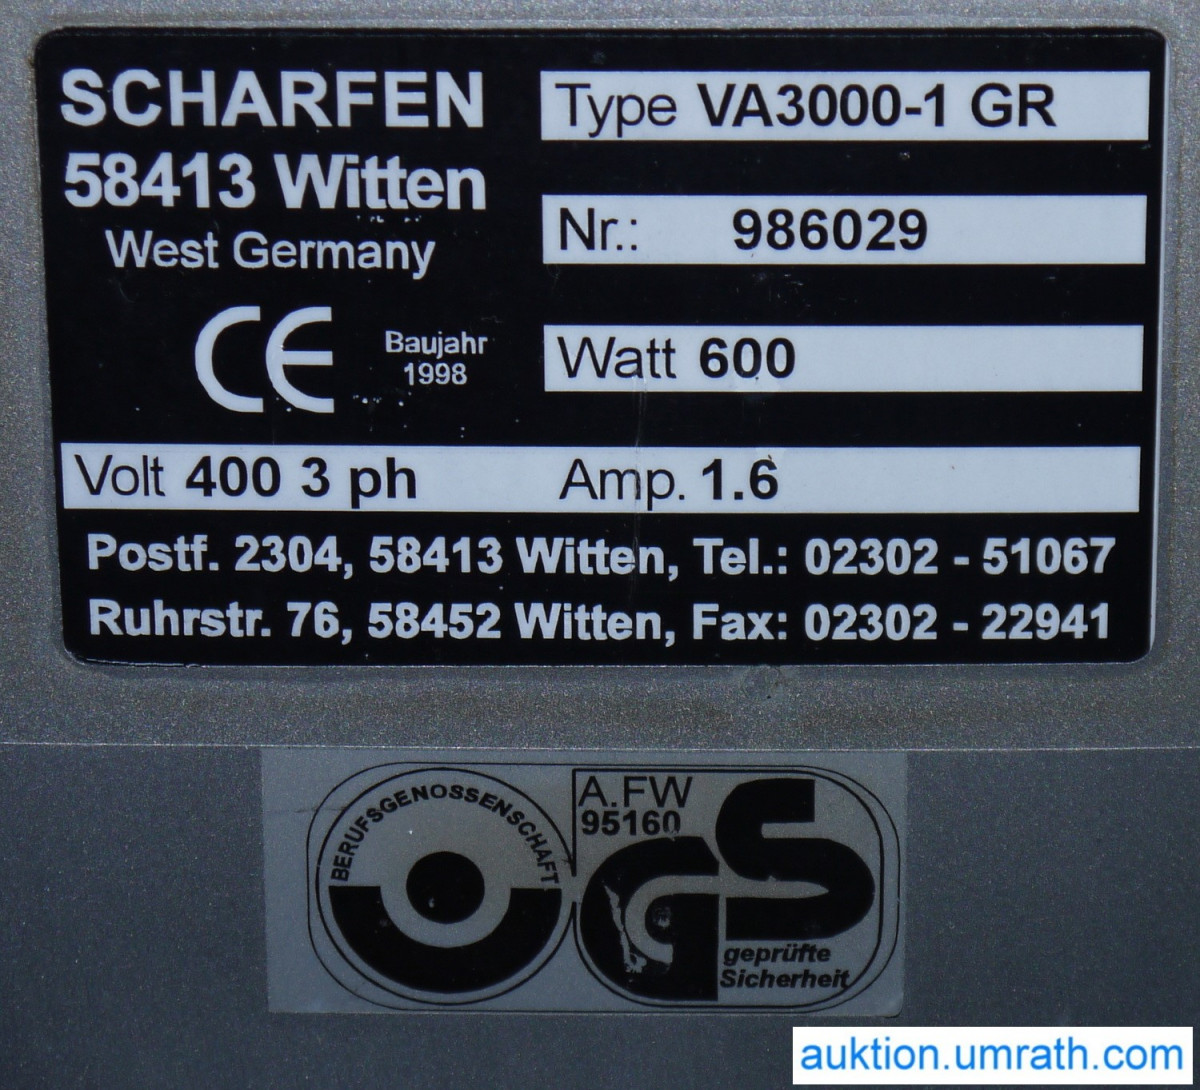 SCHARFEN
58413 Witten
West Germany
CE
Baujahr
1998
Type VA3000-1 GR
Nr.: 986029
Watt 600
Volt 400 3 ph Amp. 1.6
Postf. 2304, 58413 Witten, Tel.: 02302 - 51067
Ruhrstr. 76, 58452 Witten, Fax: 02302 - 22941
BERUFSGENOSSENSCHAFT
A.FW
95160
GS
geprüfte
Sicherheit
auktion.umrath.com